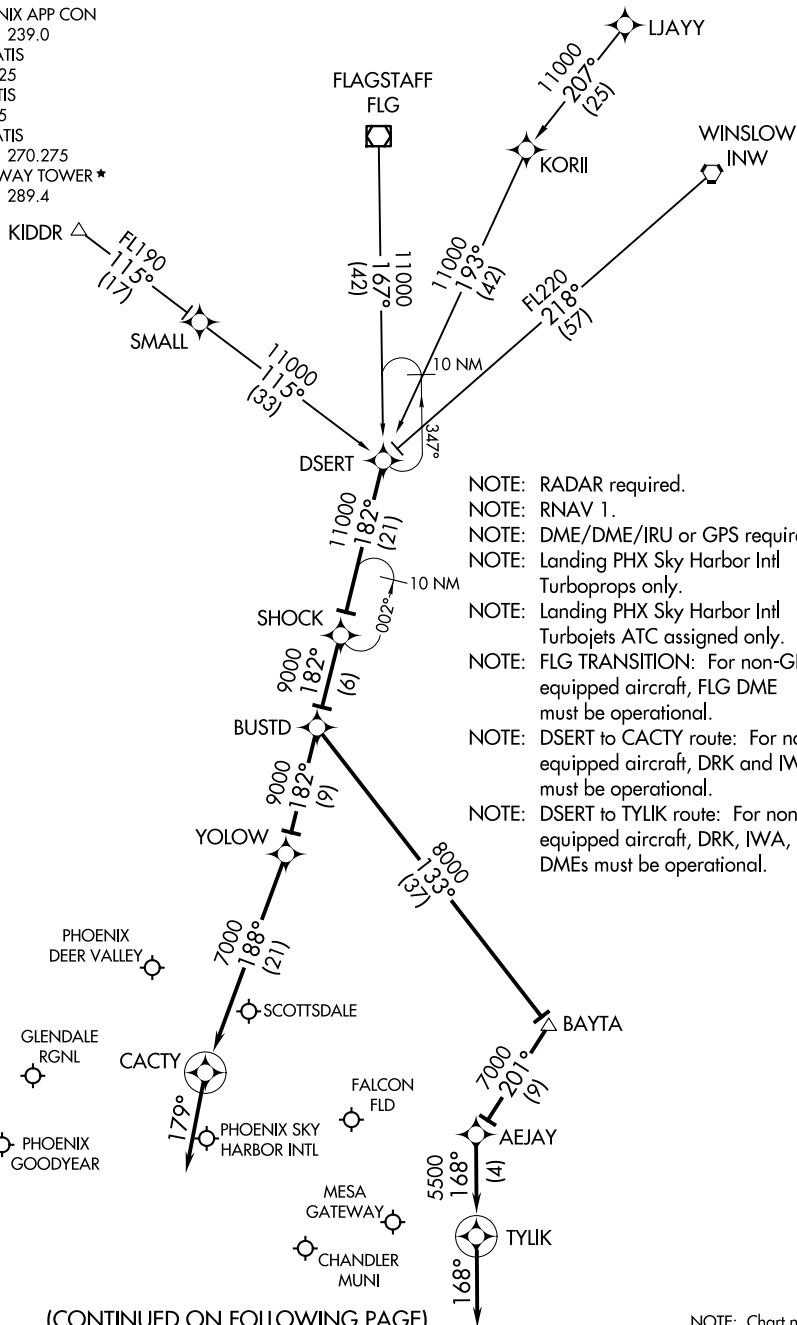 NIX APP CON
239.0
ATIS
25
TIS
5
ATIS
270.275
WAY TOWER★
289.4
LJAYY
11000
207°
(25)
FLAGSTAFF
FLG
KORII
WINSLOW
INW
KIDDR
FL190
115°
(17)
SMALL
11000
167°
(42)
11000
193°
(42)
FL220
218°
(57)
11000
115°
(33)
10 NM
347°
DSERT
11000
182°
(21)
NOTE: RADAR required.
NOTE: RNAV 1.
NOTE: DME/DME/IRU or GPS requir
NOTE: Landing PHX Sky Harbor Intl
Turboprops only.
NOTE: Landing PHX Sky Harbor Intl
Turbojets ATC assigned only.
NOTE: FLG TRANSITION: For non-G
equipped aircraft, FLG DME
must be operational.
NOTE: DSERT to CACTY route: For no
equipped aircraft, DRK and IW
must be operational.
NOTE: DSERT to TYLIK route: For non
equipped aircraft, DRK, IWA,
DMEs must be operational.
10 NM
002°
SHOCK
9000
182°
(6)
BUSTD
9000
182°
(9)
YOLOW
8000
133°
(37)
7000
188°
(21)
PHOENIX
DEER VALLEY
SCOTTSDALE
BAYTA
GLENDALE
RGNL
CACTY
7000
201°
(9)
FALCON
FLD
179°
PHOENIX SKY
HARBOR INTL
PHOENIX
GOODYEAR
AEJAY
5500
168°
(4)
MESA
GATEWAY
TYLIK
CHANDLER
MUNI
168°
(CONTINUED ON FOLLOWING PAGE)
NOTE: Chart n